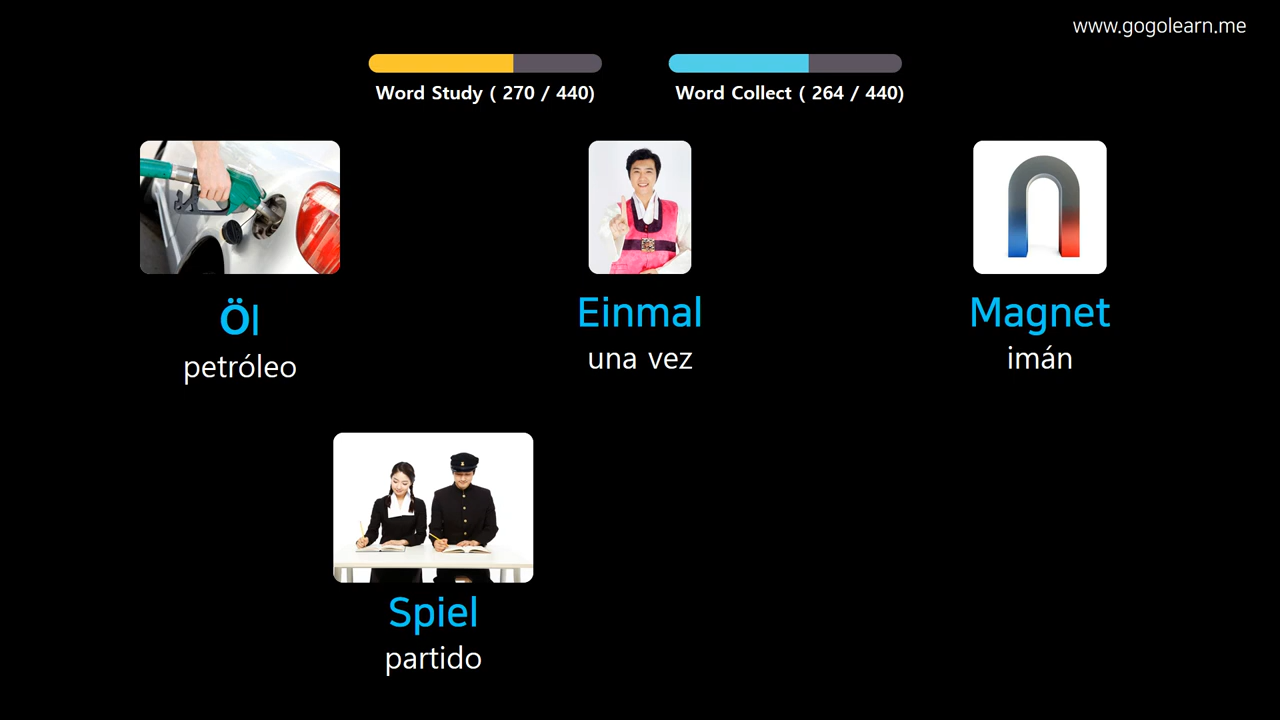 www.gogolearn.me
Word Study ( 270 / 440)
Word Collect ( 264 / 440)
Öl
petróleo
Einmal
una vez
Magnet
imán
Spiel
partido